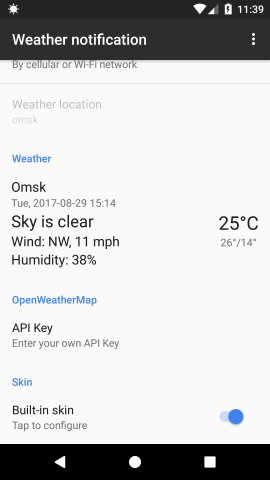 11:39
Weather notification
By cellular or Wi-Fi network
Weather location
omsk
Weather
Omsk
Tue, 2017-08-29 15:14
Sky is clear
25°C
Wind: NW, 11 mph
26°/14°
Humidity: 38%
OpenWeatherMap
API Key
Enter your own API Key
Skin
Built-in skin
Tap to configure